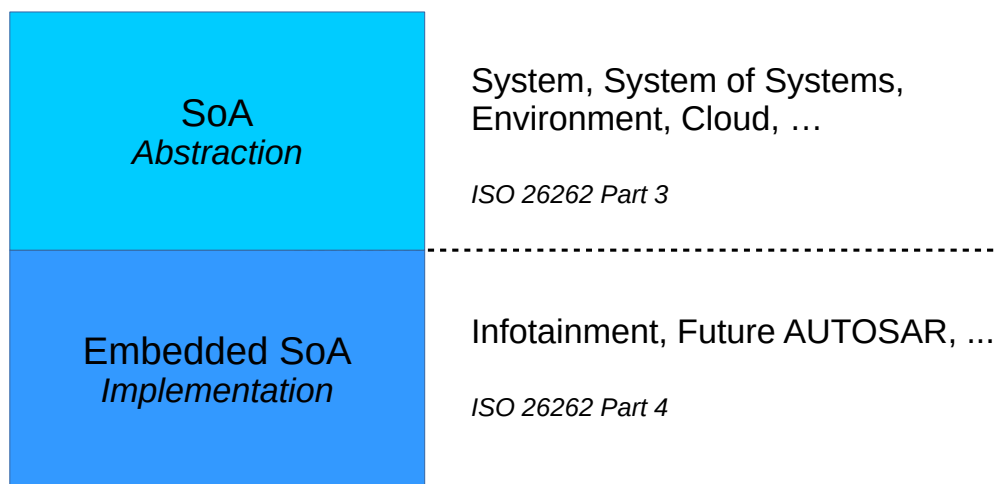 SoA
Abstraction
System, System of Systems,
Environment, Cloud, …
ISO 26262 Part 3
Embedded SoA
Implementation
Infotainment, Future AUTOSAR, ...
ISO 26262 Part 4